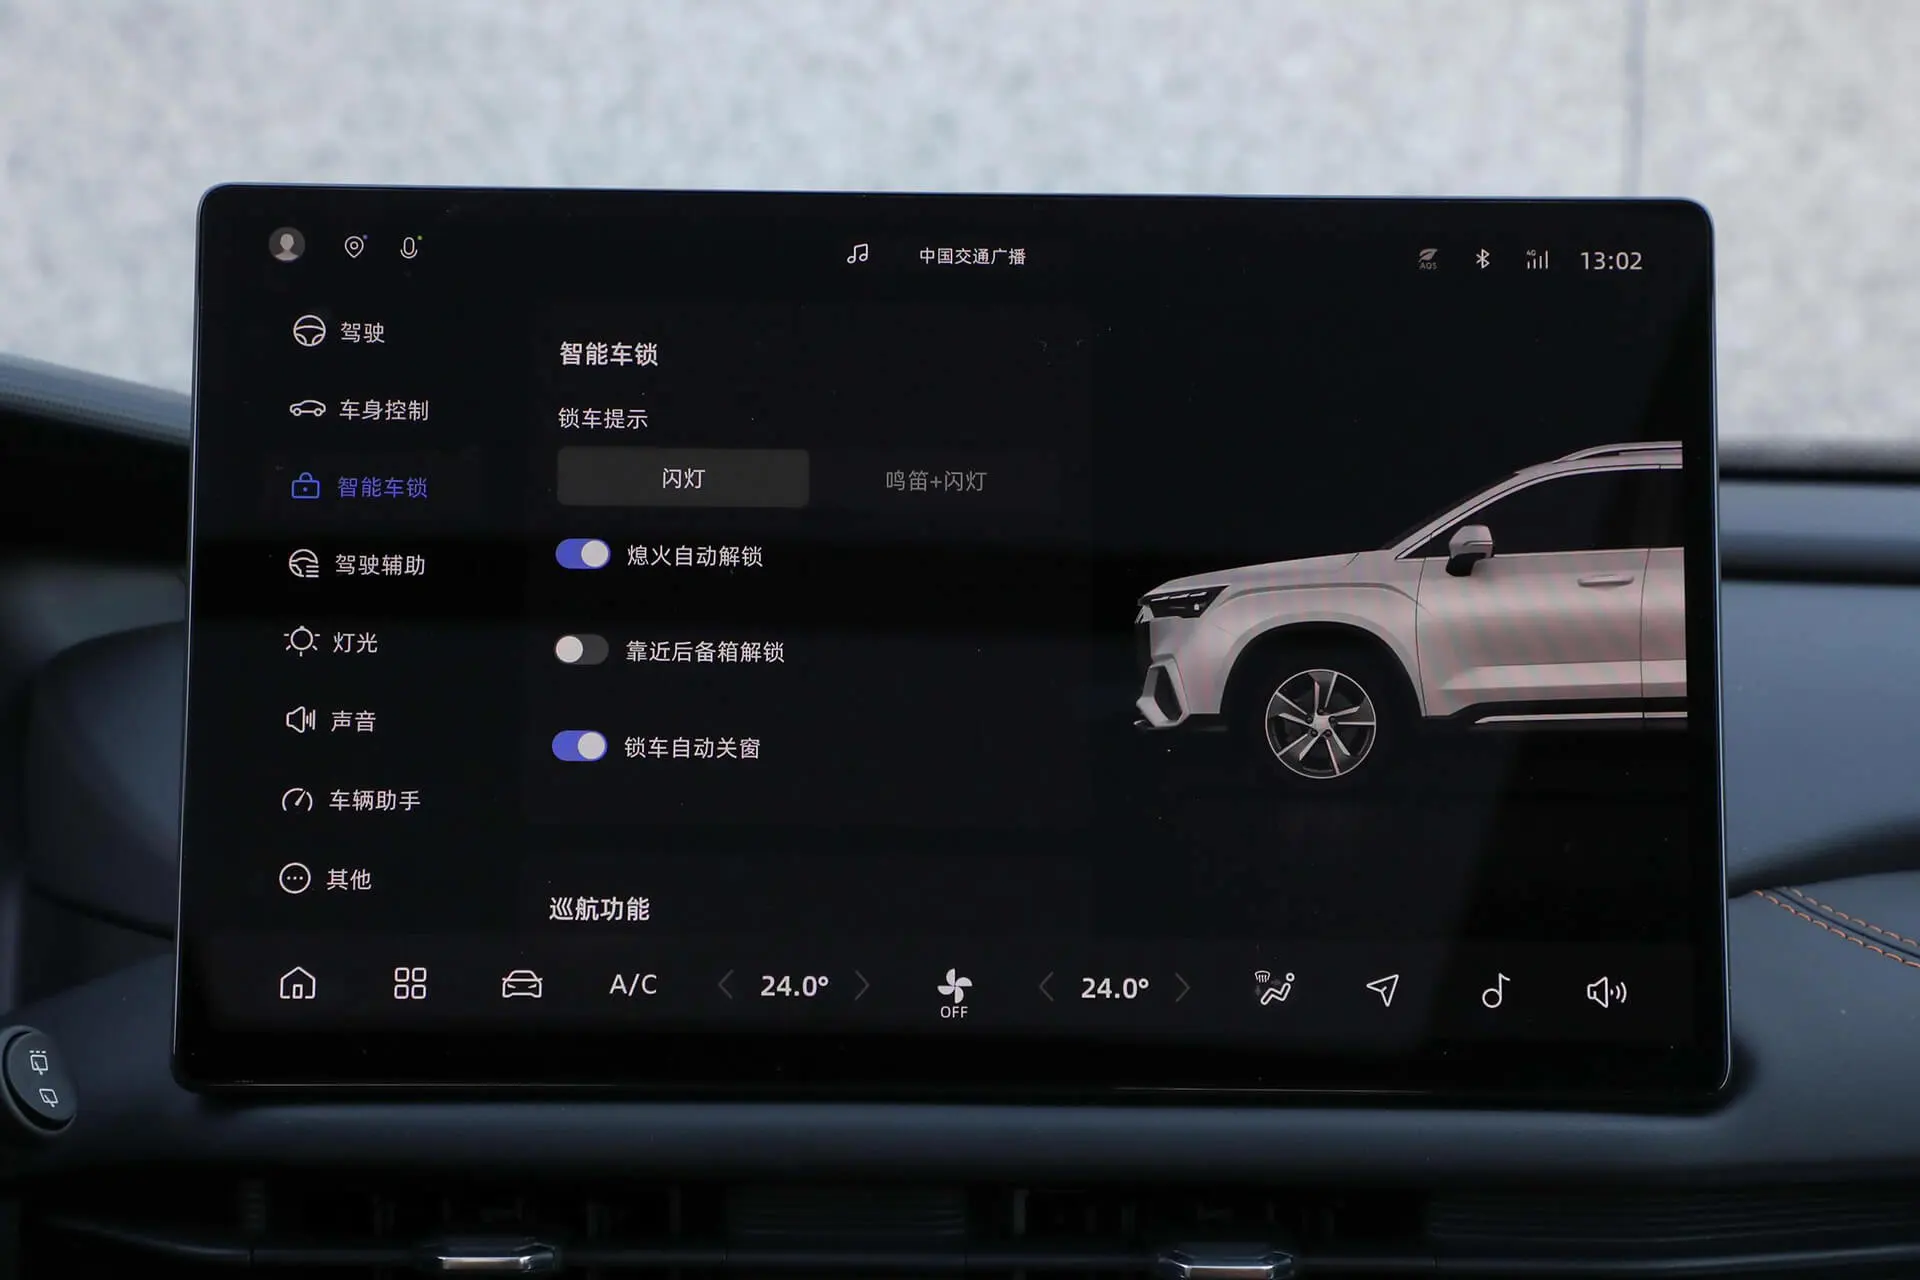 中国交通广播
AQS
4G
13:02
驾驶
车身控制
智能车锁
驾驶辅助
灯光
声音
车辆助手
其他
智能车锁
锁车提示
闪灯
鸣笛+闪灯
熄火自动解锁
靠近后备箱解锁
锁车自动关窗
巡航功能
A/C
24.0°
OFF
24.0°